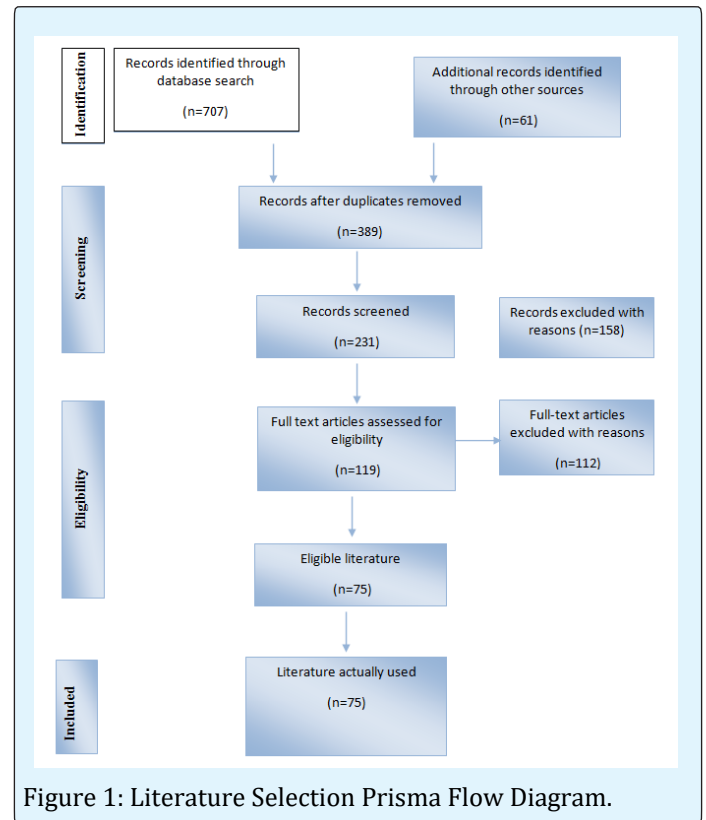 Identification
Records identified through
database search
(n=707)
Additional records identified
through other sources
(n=61)
Screening
Records after duplicates removed
(n=389)
Records screened
(n=231)
Records excluded with
reasons (n=158)
Eligibility
Full text articles assessed for
eligibility
(n=119)
Full-text articles
excluded with reasons
(n=112)
Eligible literature
(n=75)
Included
Literature actually used
(n=75)
Figure 1: Literature Selection Prisma Flow Diagram.